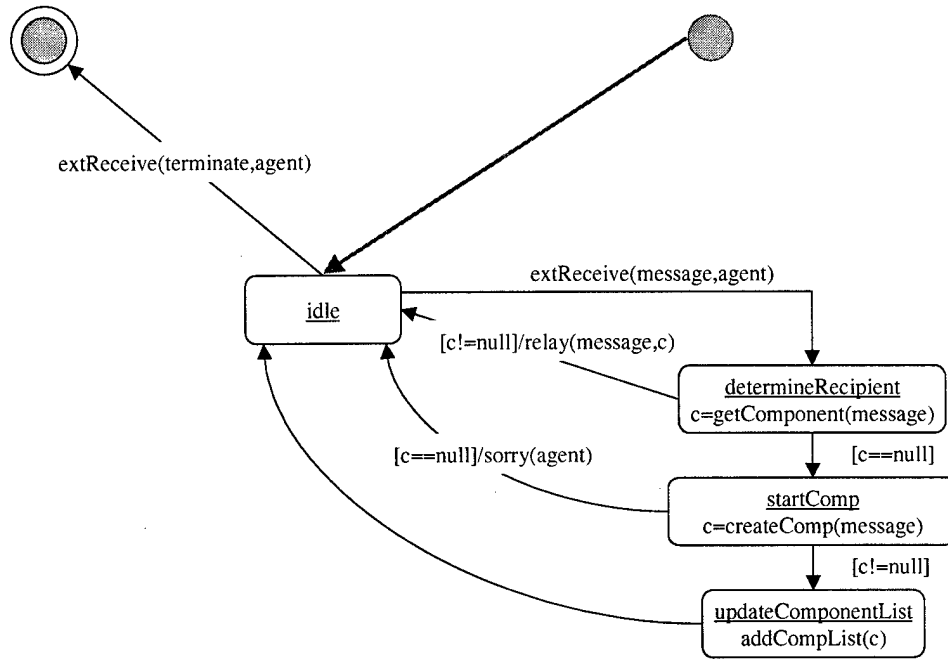 extReceive(terminate,agent)
extReceive(message,agent)
idle
[c!=null]/relay(message,c)
determineRecipient
c=getComponent(message)
[c==null]/sorry(agent)
[c==null]
startComp
c=createComp(message)
[c!=null]
updateComponentList
addCompList(c)